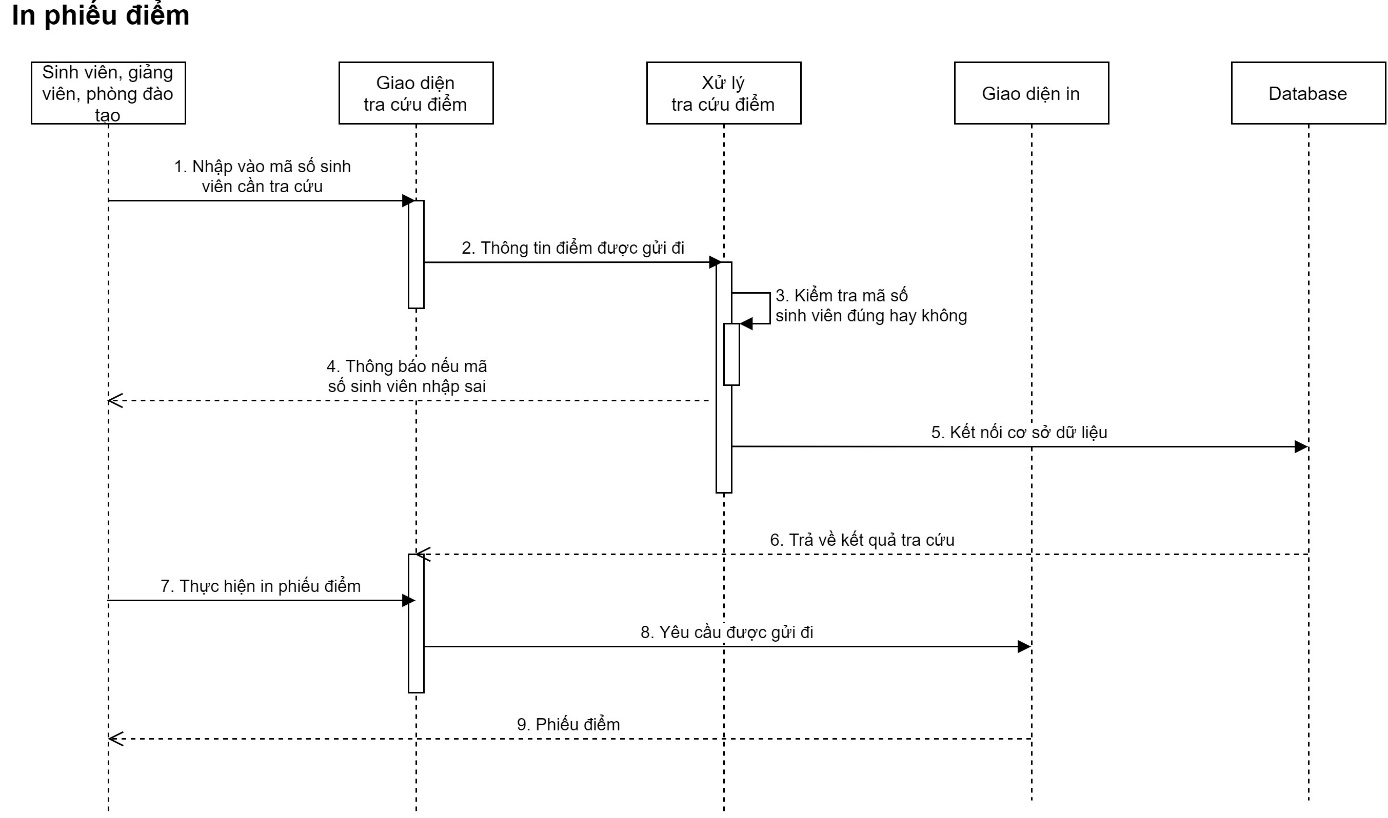 In phiếu điểm
Sinh viên, giảng
viên, phòng đào
tạo
Giao diện
tra cứu điểm
Xử lý
tra cứu điểm
Giao diện in
Database
1. Nhập vào mã số sinh
viên cần tra cứu
2. Thông tin điểm được gửi đi
3. Kiểm tra mã số
sinh viên đúng hay không
4. Thông báo nếu mã
số sinh viên nhập sai
5. Kết nối cơ sở dữ liệu
6. Trả về kết quả tra cứu
7. Thực hiện in phiếu điểm
8. Yêu cầu được gửi đi
9. Phiếu điểm